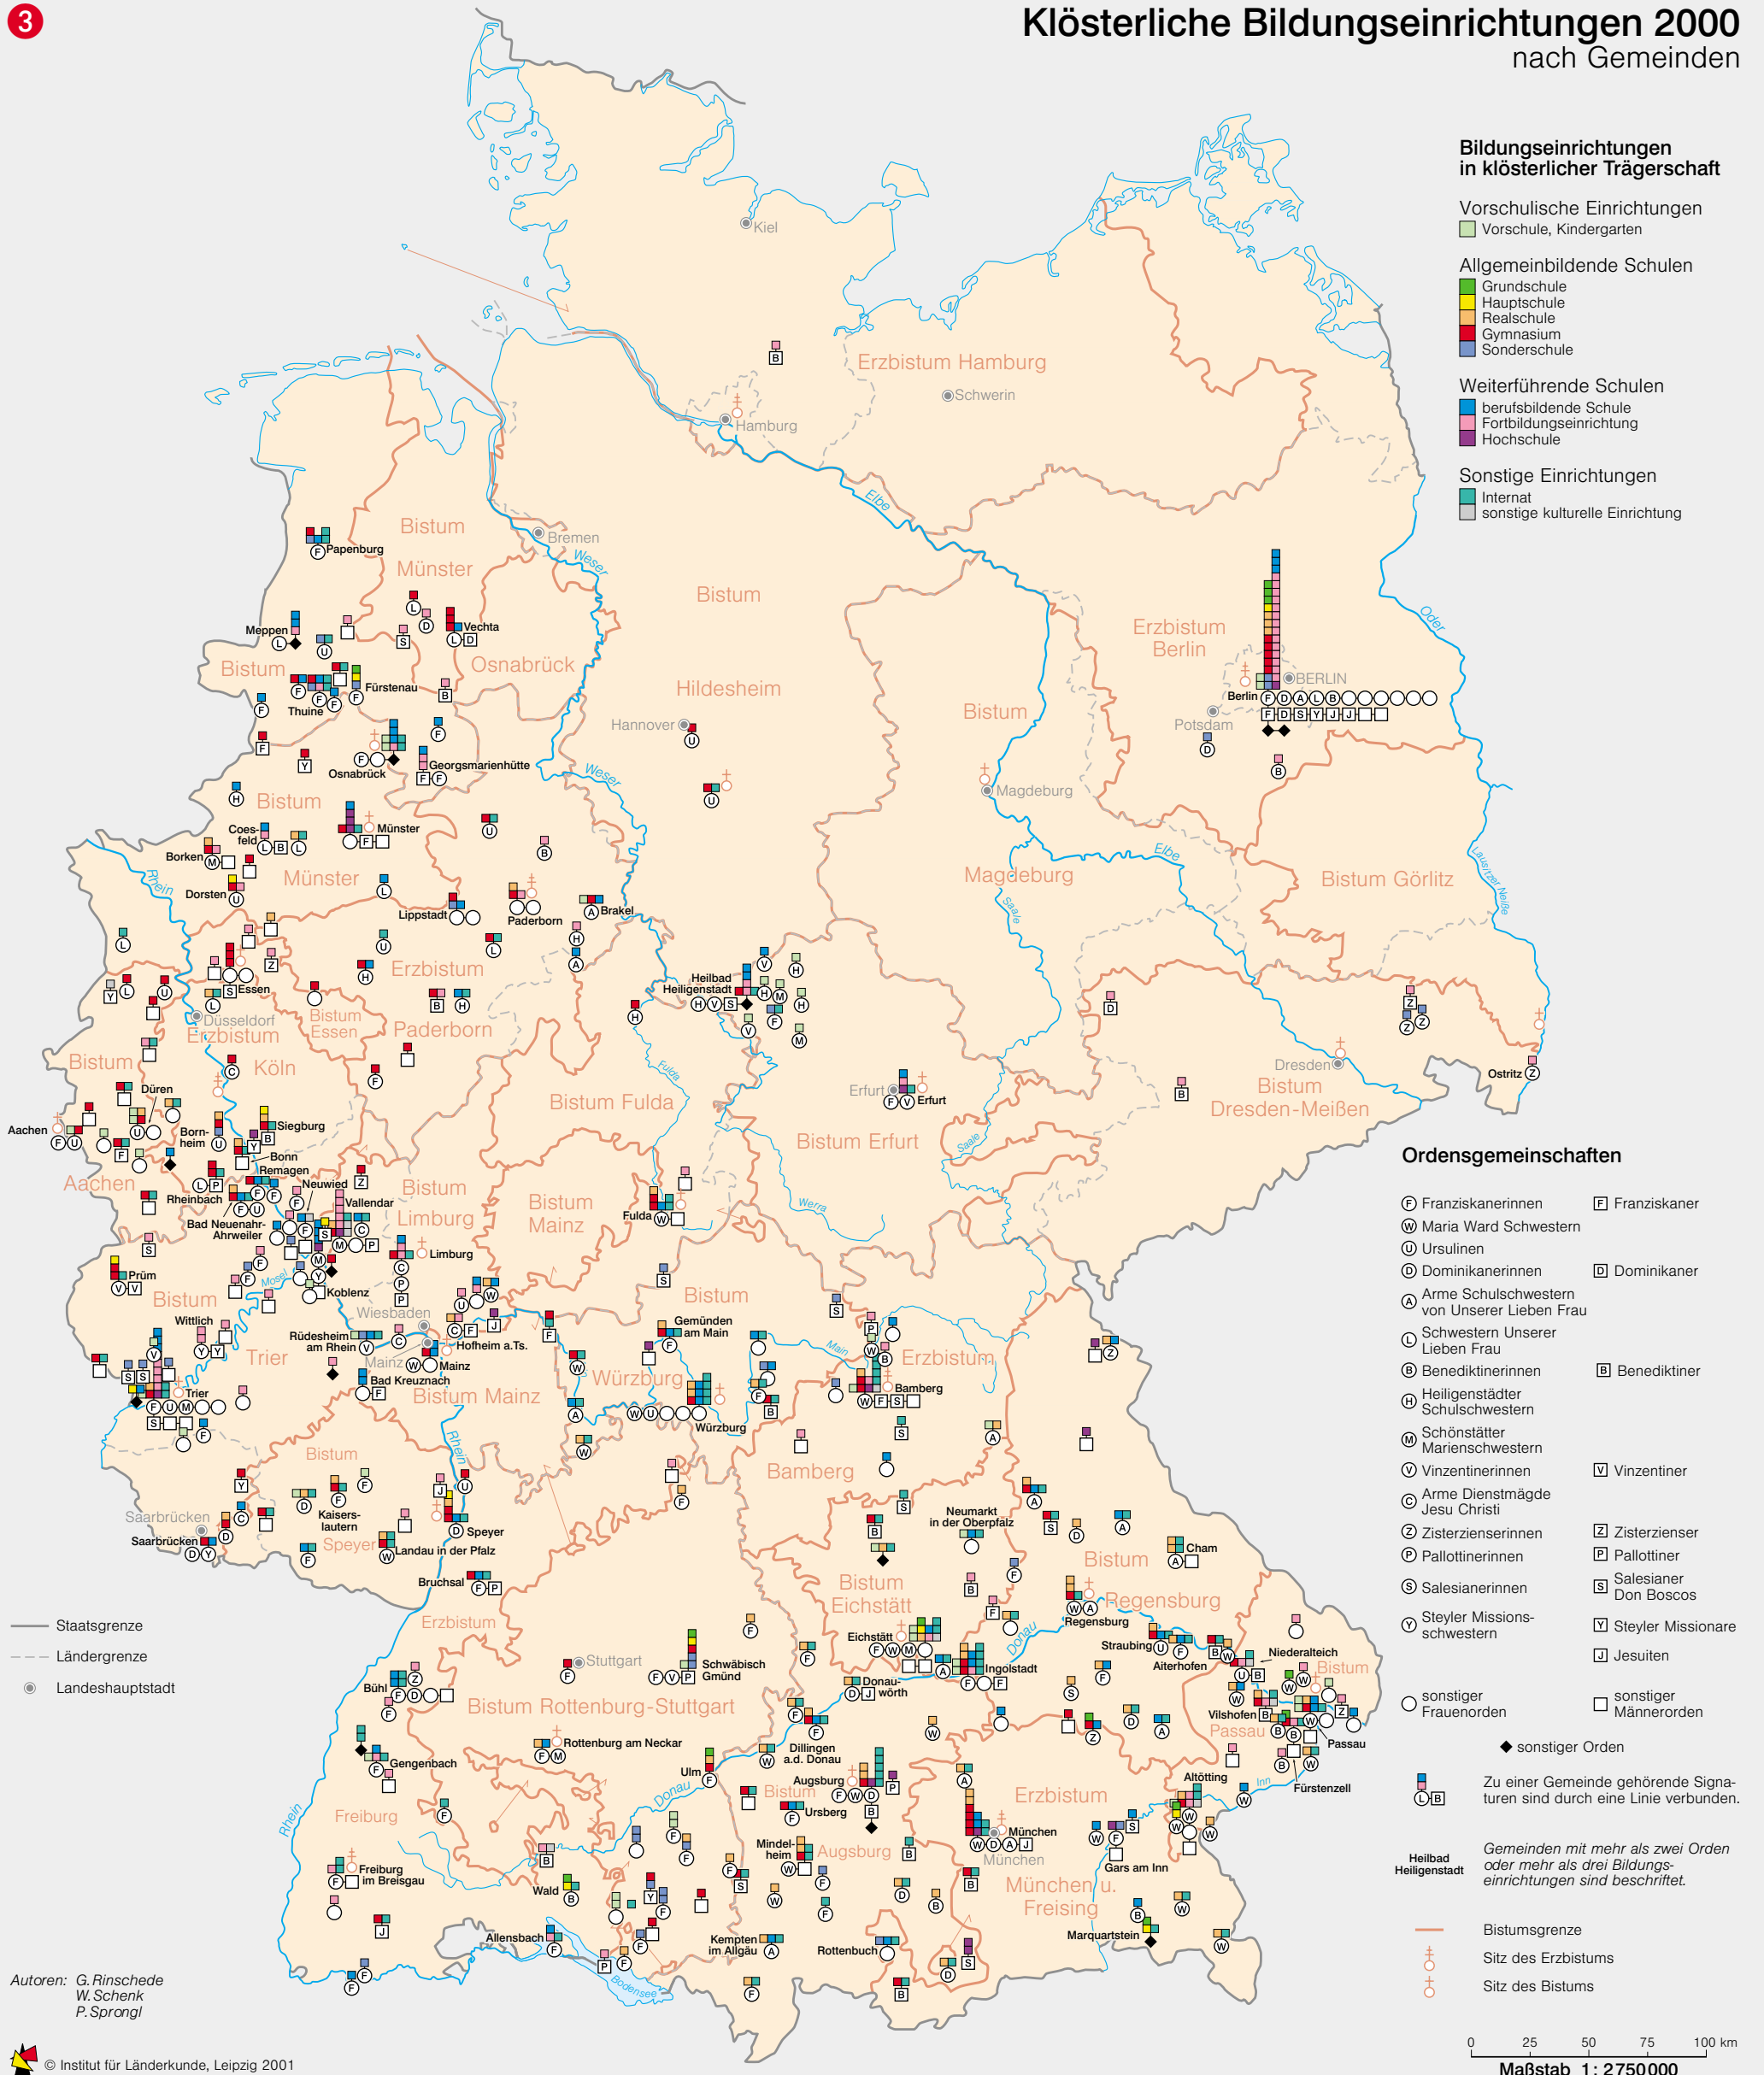 3
Klösterliche Bildungseinrichtungen 2000
nach Gemeinden
Bildungseinrichtungen
in klösterlicher Trägerschaft
Vorschulische Einrichtungen
Vorschule, Kindergarten
Allgemeinbildende Schulen
Grundschule
Hauptschule
Realschule
Gymnasium
Sonderschule
Weiterführende Schulen
berufsbildende Schule
Fortbildungseinrichtung
Hochschule
Sonstige Einrichtungen
Internat
sonstige kulturelle Einrichtung
Kiel
Erzbistum Hamburg
Schwerin
Hamburg
Elbe
Bistum
Münster
Bremen
Weser
Papenburg
Meppen
Vechta
Bistum
Osnabrück
Fürstenau
Thuine
Osnabrück
Georgsmarienhütte
Bistum
Hildesheim
Hannover
Weser
Erzbistum
Berlin
BERLIN
Berlin
F D A L B
F D S Y J J
Potsdam
Oder
Bistum
Magdeburg
Magdeburg
Elbe
Saale
Bistum Görlitz
Lausitzer Neiße
Bistum
Münster
Coes-
feld
Münster
Borken
Dorsten
Rhein
Lippstadt
Paderborn
Brakel
Erzbistum
Paderborn
Essen
Bistum
Essen
Düsseldorf
Erzbistum
Köln
Heilbad
Heiligenstadt
Bistum
Aachen
Düren
Aachen
Born-
heim
Siegburg
Bonn
Remagen
Rheinbach
Neuwied
Bad Neuenahr-
Ahrweiler
Vallendar
Koblenz
Bistum
Limburg
Limburg
Bistum
Mainz
Bistum Fulda
Fulda
Fulda
Erfurt
Erfurt
Bistum Erfurt
Saale
Werra
Dresden
Bistum
Dresden-Meißen
Ostritz
Prüm
Bistum
Trier
Mosel
Wittlich
Trier
Wiesbaden
Rüdesheim
am Rhein
Mainz
Mainz
Hofheim a.Ts.
Bad Kreuznach
Bistum Mainz
Bistum
Würzburg
Gemünden
am Main
Würzburg
Main
Erzbistum
Bamberg
Bamberg
Bistum
Speyer
Rhein
Saarbrücken
Saarbrücken
Kaisers-
lautern
Speyer
Landau in der Pfalz
Bruchsal
Erzbistum
Freiburg
Neumarkt
in der Oberpfalz
Bistum
Eichstätt
Eichstätt
Bistum
Regensburg
Regensburg
Cham
Donau
Straubing
Aiterhofen
Niederalteich
Bistum
Passau
Vilshofen
Passau
Fürstenzell
Inn
Ingolstadt
Donau-
wörth
Stuttgart
Schwäbisch
Gmünd
Bistum Rottenburg-Stuttgart
Bühl
Gengenbach
Rottenburg am Neckar
Rhein
Freiburg
im Breisgau
Ulm
Donau
Dillingen
a.d. Donau
Bistum
Augsburg
Augsburg
Ursberg
Mindel-
heim
Erzbistum
München u.
Freising
München
München
Altötting
Gars am Inn
Marquartstein
Wald
Allensbach
Bodensee
Kempten
im Allgäu
Rottenbuch
Ordensgemeinschaften
F Franziskanerinnen
F Franziskaner
W Maria Ward Schwestern
U Ursulinen
D Dominikanerinnen
D Dominikaner
A Arme Schulschwestern
von Unserer Lieben Frau
L Schwestern Unserer
Lieben Frau
B Benediktinerinnen
B Benediktiner
H Heiligenstädter
Schulschwestern
M Schönstätter
Marienschwestern
V Vinzentinerinnen
V Vinzentiner
C Arme Dienstmägde
Jesu Christi
Z Zisterzienserinnen
Z Zisterzienser
P Pallottinerinnen
P Pallottiner
S Salesianerinnen
S Salesianer
Don Boscos
Y Steyler Missions-
schwestern
Y Steyler Missionare
J Jesuiten
sonstiger
Frauenorden
sonstiger
Männerorden
sonstiger Orden
L B Zu einer Gemeinde gehörende Signa-
turen sind durch eine Linie verbunden.
Heilbad
Heiligenstadt
Gemeinden mit mehr als zwei Orden
oder mehr als drei Bildungs-
einrichtungen sind beschriftet.
Bistumsgrenze
Sitz des Erzbistums
Sitz des Bistums
Staatsgrenze
Ländergrenze
Landeshauptstadt
Autoren: G. Rinschede
W. Schenk
P. Sprongl
© Institut für Länderkunde, Leipzig 2001
0 25 50 75 100 km
Maßstab 1 : 2750000